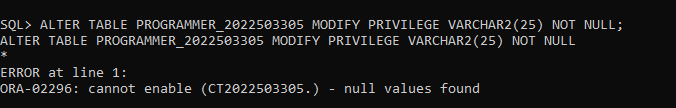 SQL> ALTER TABLE PROGRAMMER_2022503305 MODIFY PRIVILEGE VARCHAR2(25) NOT NULL;
ALTER TABLE PROGRAMMER_2022503305 MODIFY PRIVILEGE VARCHAR2(25) NOT NULL
*
ERROR at line 1:
ORA-02296: cannot enable (CT2022503305.) - null values found